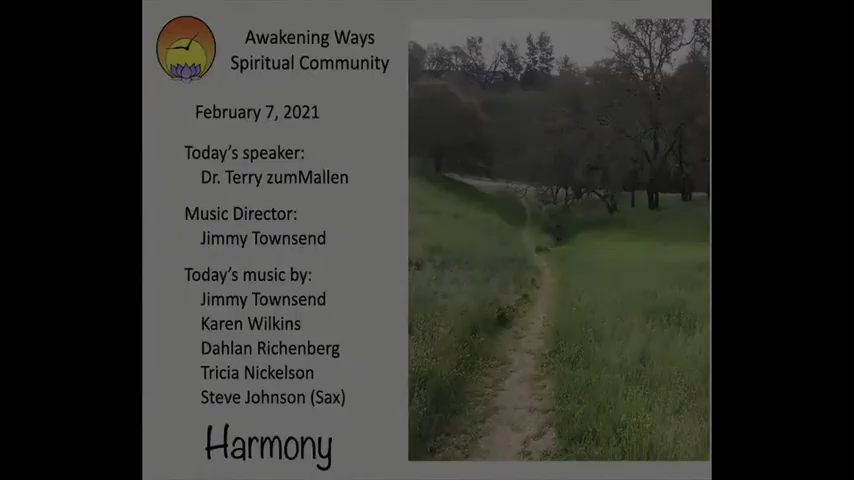 Awakening Ways
Spiritual Community
February 7, 2021
Today's speaker:
Dr. Terry zumMallen
Music Director:
Jimmy Townsend
Today's music by:
Jimmy Townsend
Karen Wilkins
Dahlan Richenberg
Tricia Nickelson
Steve Johnson (Sax)
Harmony